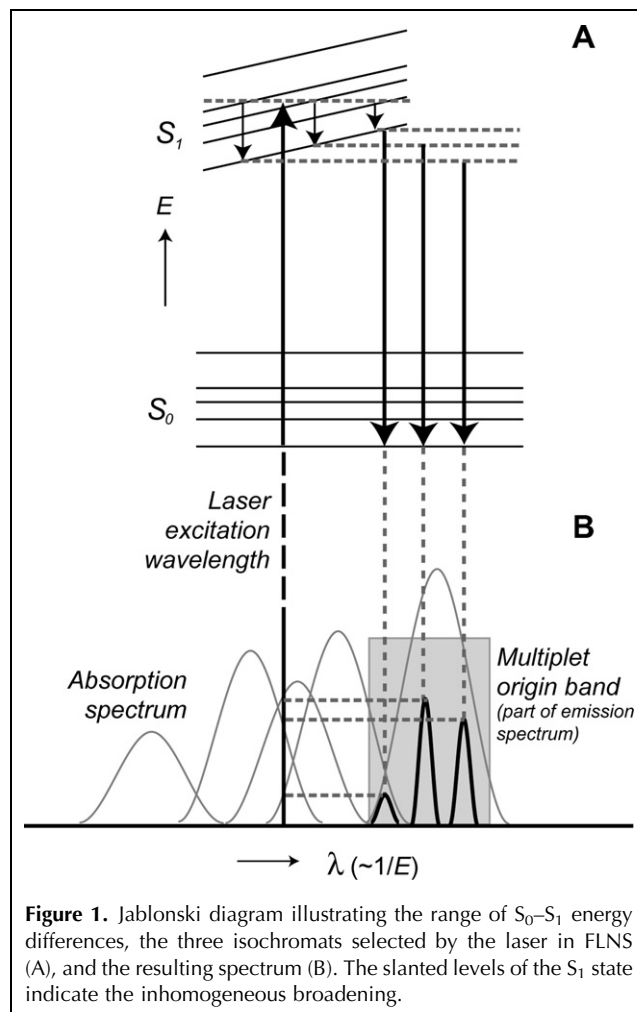 A
S1
E
S0
Laser
excitation
wavelength
B
Absorption
spectrum
Multiplet
origin band
(part of emission
spectrum)
λ (~1/E)
Figure 1. Jablonski diagram illustrating the range of S0–S1 energy
differences, the three isochromats selected by the laser in FLNS
(A), and the resulting spectrum (B). The slanted levels of the S1 state
indicate the inhomogeneous broadening.